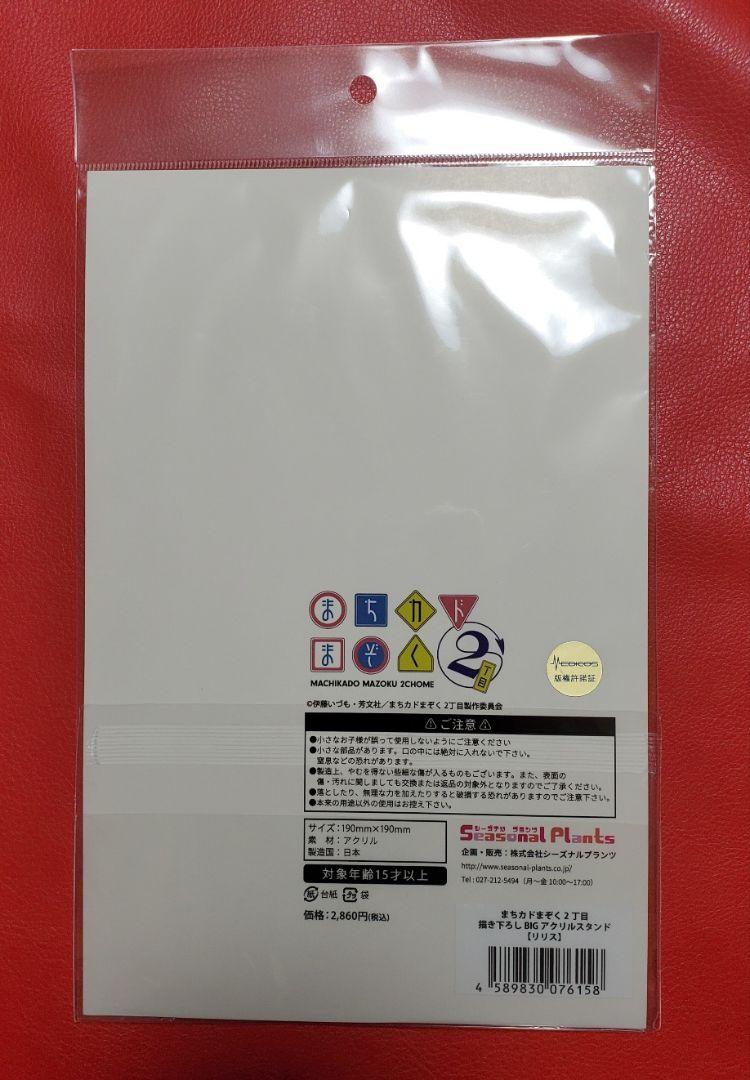 まちカド
まぞく2丁目
MACHIKADO MAZOKU 2CHOME
MEDICOS
版権許諾証
©伊藤いづも・芳文社／まちカドまぞく2丁目製作委員会
⚠ご注意⚠
●小さなお子様が誤って使用しないようにご注意ください
●小さな部品があります。口の中には絶対に入れないで下さい。
窒息などの恐れがあります。
●製造上、やむを得ない些細な傷が入るものもございます。また、表面の
傷・汚れに関しましても交換または返品の対象外となりますのでご了承ください。
●落としたり、無理な力を加えたりすると破損する恐れがありますのでご注意下さい。
●本来の用途以外の使用はお控え下さい。
サイズ：190mm×190mm
素　材：アクリル
製造国：日本
対象年齢15才以上
紙 台紙 プラ 袋
価格：2,860円(税込)
シーズナル プランツ
Seasonal Plants
企画・販売：株式会社シーズナルプランツ
http://www.seasonal-plants.co.jp/
Tel : 027-212-5494（月～金 10:00～17:00）
まちカドまぞく2丁目
描き下ろしBIGアクリルスタンド
【リリス】
4 589830 076158